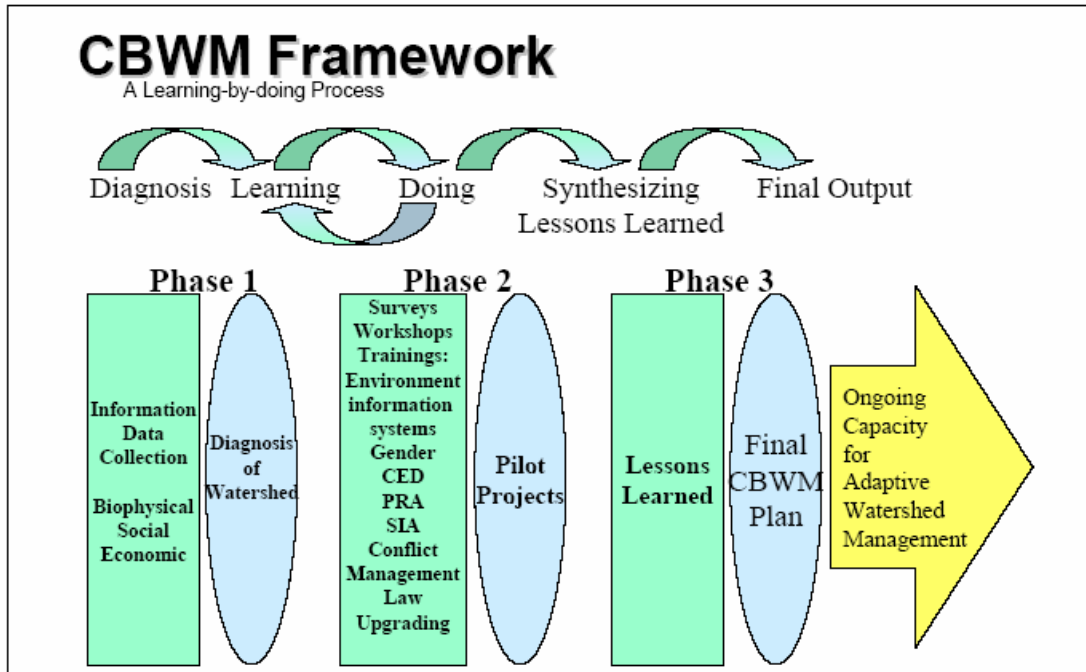 CBWM Framework
A Learning-by-doing Process
Diagnosis Learning Doing Synthesizing Final Output
Lessons Learned
Phase 1 Phase 2 Phase 3
Information
Data
Collection
Biophysical
Social
Economic
Diagnosis
of
Watershed
Surveys
Workshops
Trainings:
Environment
information
systems
Gender
CED
PRA
SIA
Conflict
Management
Law
Upgrading
Pilot
Projects
Lessons
Learned
Final
CBWM
Plan
Ongoing
Capacity
for
Adaptive
Watershed
Management